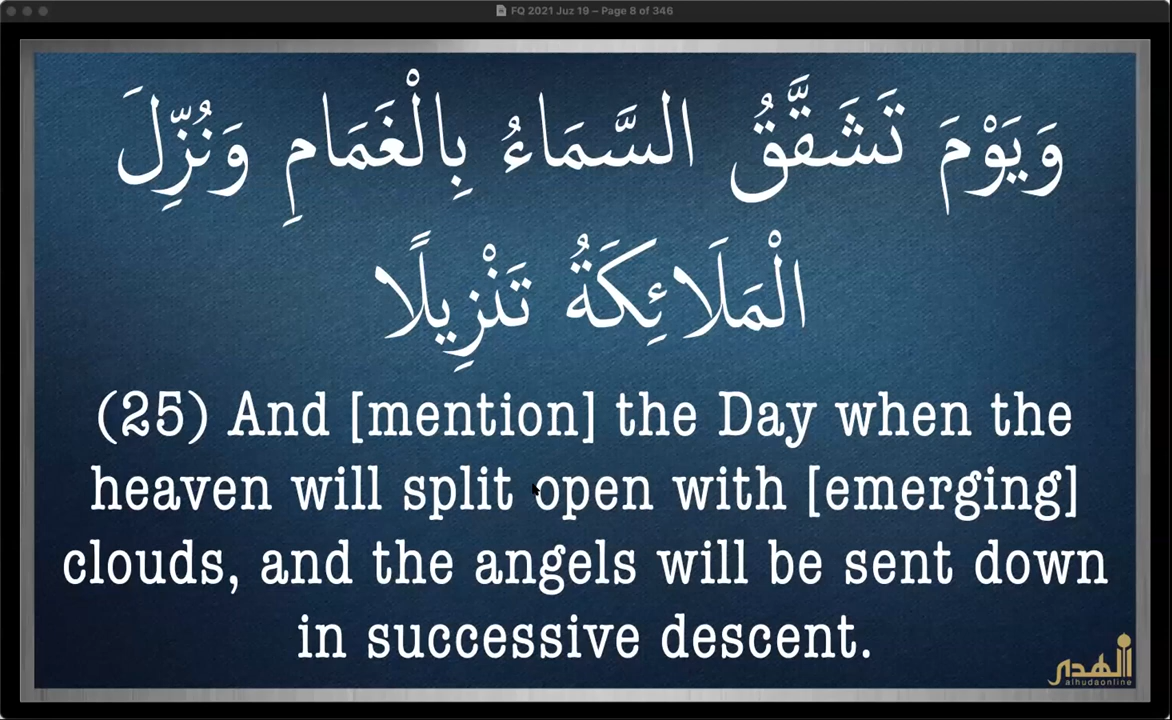 FQ 2021 Juz 19 – Page 8 of 346
وَيَوْمَ تَشَقَّقُ السَّمَاءُ بِالْغَمَامِ وَنُزِّلَ
الْمَلَائِكَةُ تَنْزِيلًا
(25) And [mention] the Day when the
heaven will split open with [emerging]
clouds, and the angels will be sent down
in successive descent.
الهدى
alhudaonline